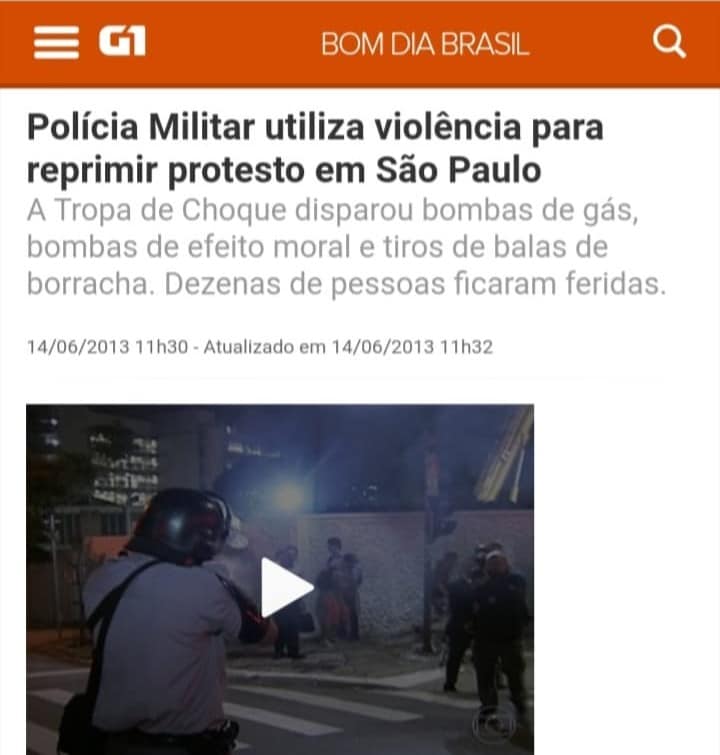 G1
BOM DIA BRASIL
Polícia Militar utiliza violência para
reprimir protesto em São Paulo
A Tropa de Choque disparou bombas de gás,
bombas de efeito moral e tiros de balas de
borracha. Dezenas de pessoas ficaram feridas.
14/06/2013 11h30 - Atualizado em 14/06/2013 11h32